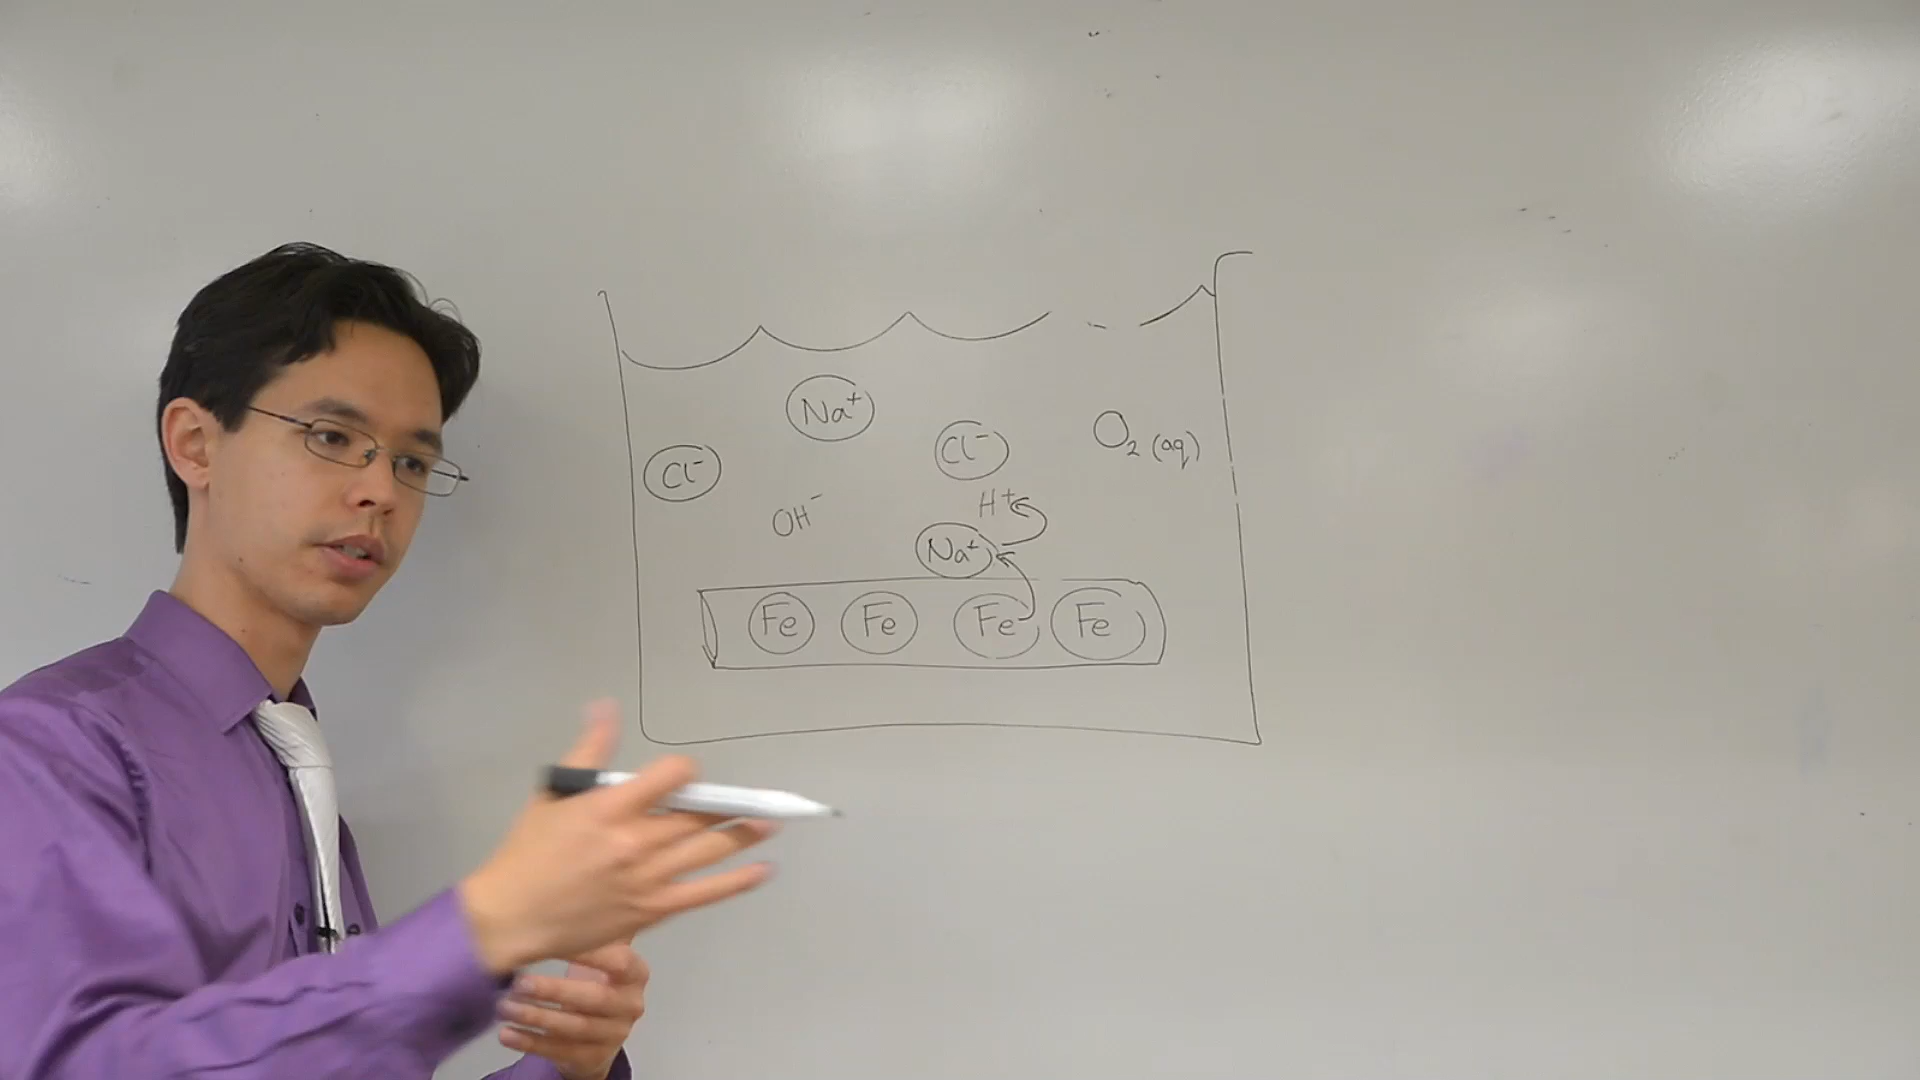 Na⁺
Cl⁻
Cl⁻
O₂ (aq)
OH⁻
H⁺
Na⁺
Fe Fe Fe Fe